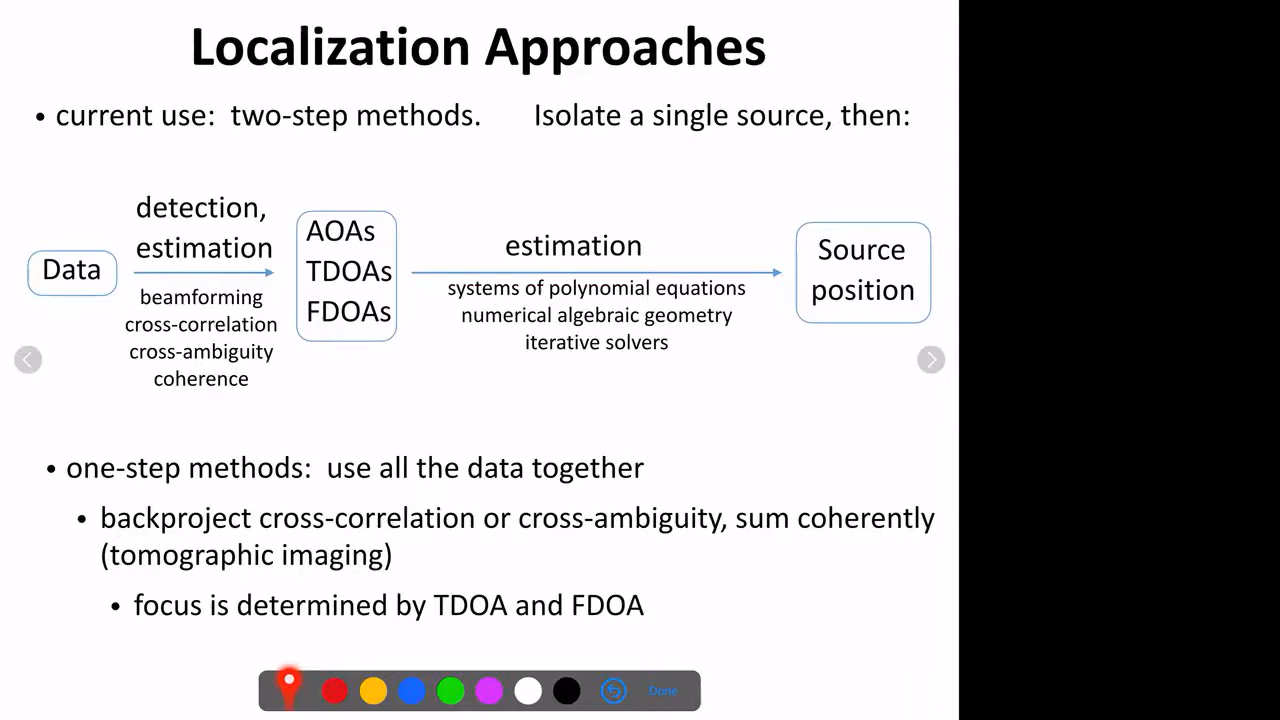 Localization Approaches
• current use: two-step methods. Isolate a single source, then:
detection,
estimation
Data
beamforming
cross-correlation
cross-ambiguity
coherence
AOAs
TDOAs
FDOAs
estimation
systems of polynomial equations
numerical algebraic geometry
iterative solvers
Source
position
• one-step methods: use all the data together
• backproject cross-correlation or cross-ambiguity, sum coherently
(tomographic imaging)
• focus is determined by TDOA and FDOA
Done